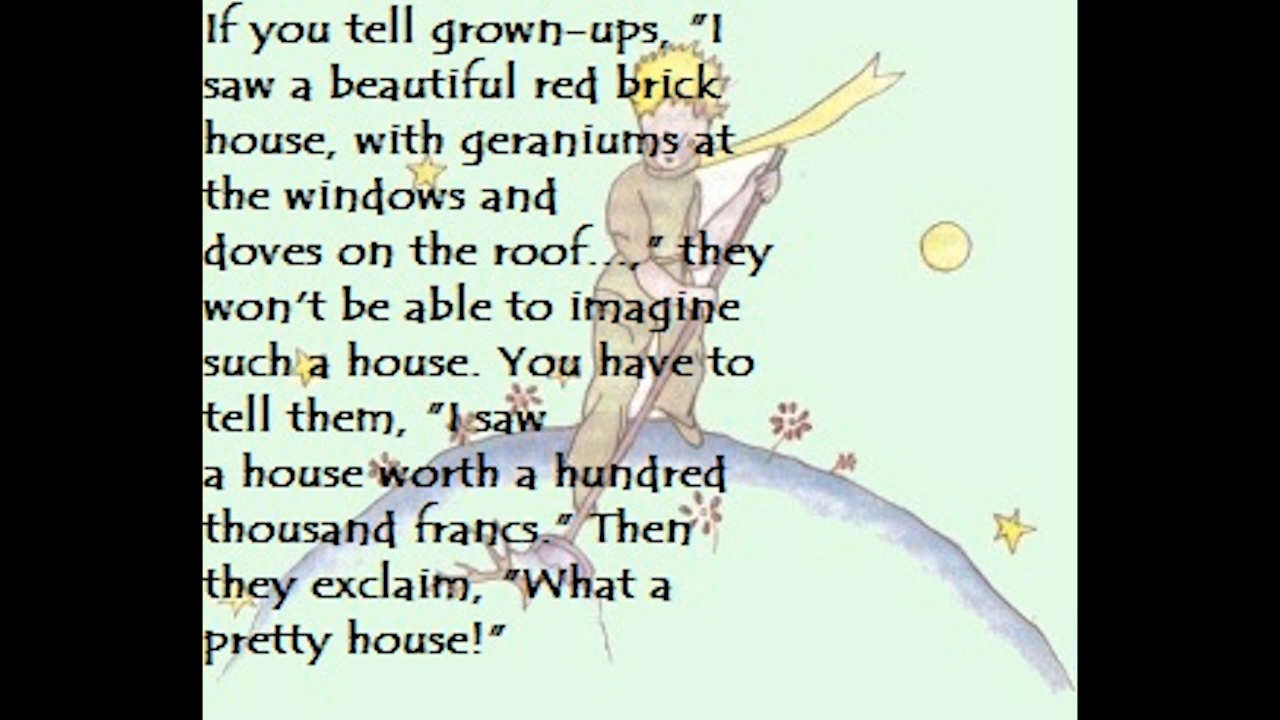 If you tell grown-ups, "I
saw a beautiful red brick
house, with geraniums at
the windows and
doves on the roof...," they
won't be able to imagine
such a house. You have to
tell them, "I saw
a house worth a hundred
thousand francs." Then
they exclaim, "What a
pretty house!"